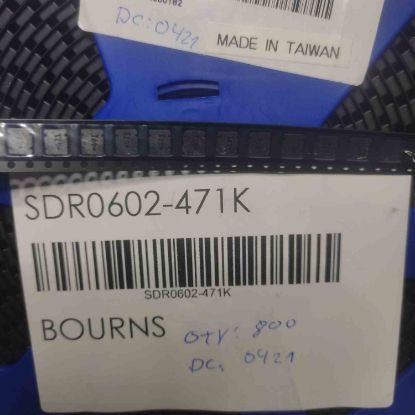 DC: 0421
MADE IN TAIWAN
SDR0602-471K
SDR0602-471K
BOURNS
QTY: 800
DC: 0421